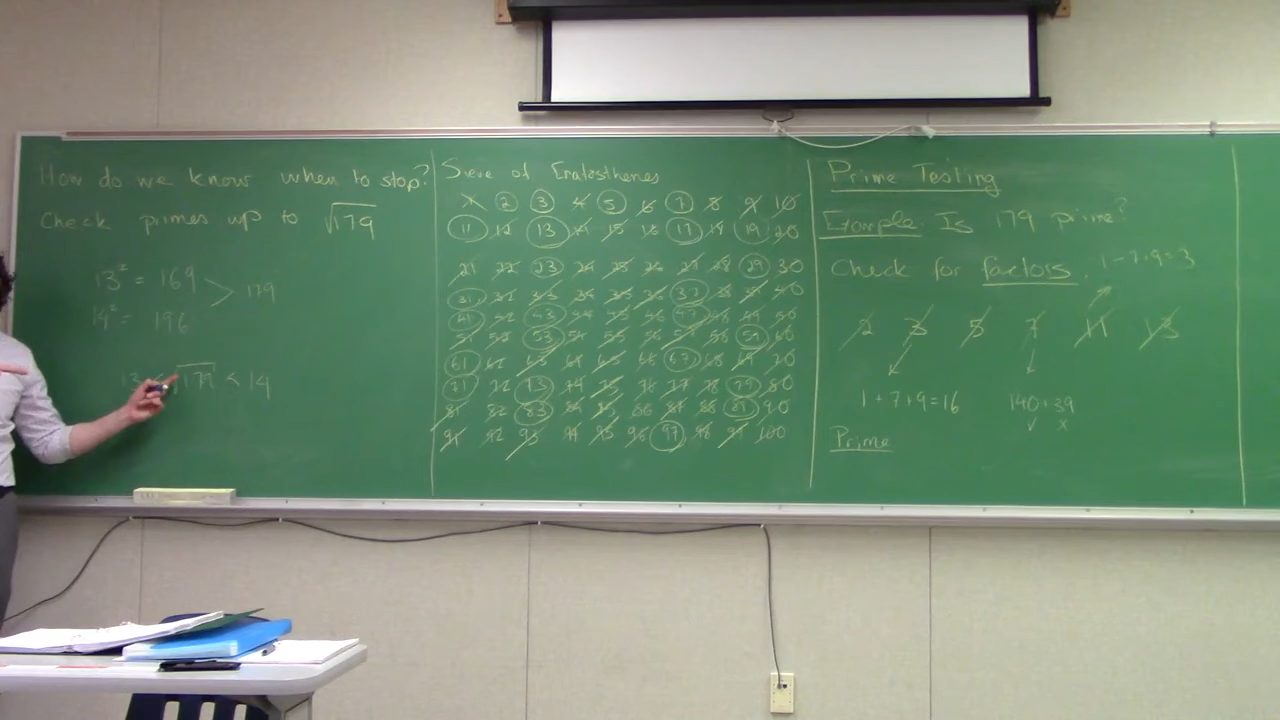 How do we know when to stop?
Check primes up to √179
13² = 169 > 179
14² = 196
13 < √179 < 14
Sieve of Eratosthenes
1 2 3 4 5 6 7 8 9 10
11 12 13 14 15 16 17 18 19 20
21 22 23 24 25 26 27 28 29 30
31 32 33 34 35 36 37 38 39 40
41 42 43 44 45 46 47 48 49 50
51 52 53 54 55 56 57 58 59 60
61 62 63 64 65 66 67 68 69 70
71 72 73 74 75 76 77 78 79 80
81 82 83 84 85 86 87 88 89 90
91 92 93 94 95 96 97 98 99 100
Prime Testing
Example: Is 179 prime?
Check for factors. 1-7+9=3
2 3 5 7 11 13
1+7+9=16 140+39
✓ x
Prime